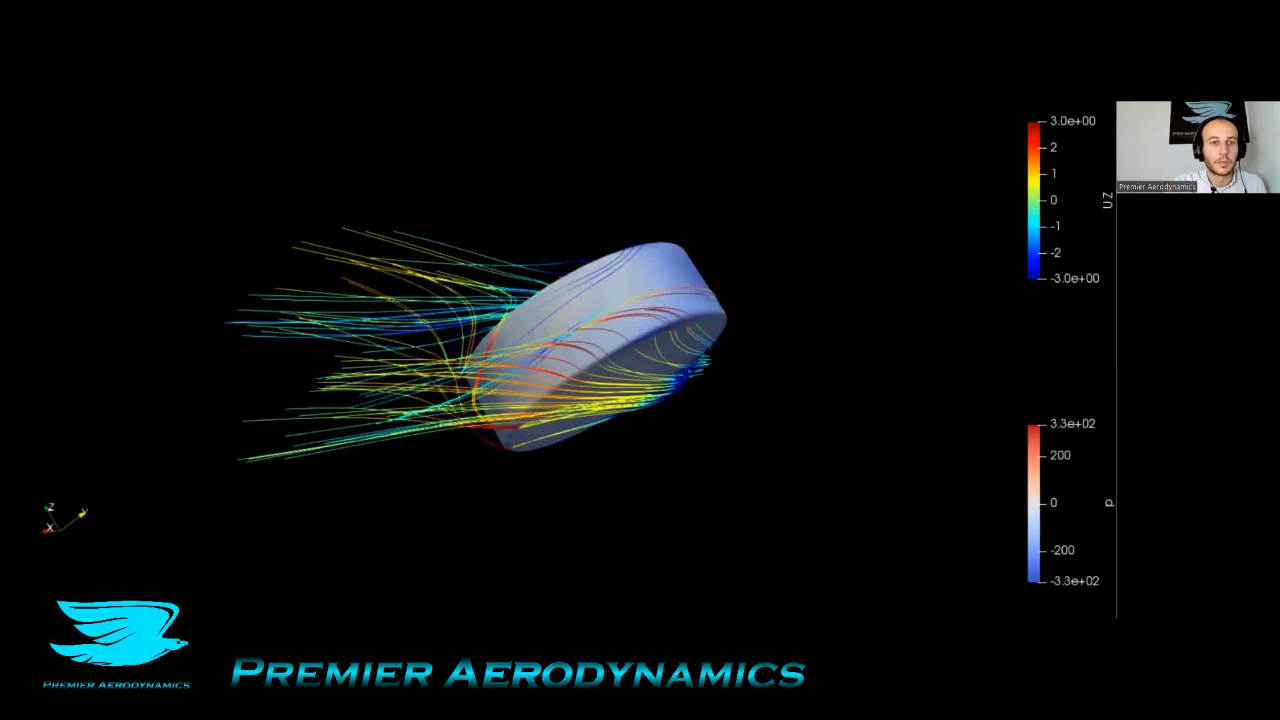 3.0e+00
2
1
0
-1
-2
-3.0e+00
U Z
PREMIER
Premier Aerodynamics
3.3e+02
200
0
-200
-3.3e+02
p
Z
Y
X
PREMIER AERODYNAMICS
PREMIER AERODYNAMICS